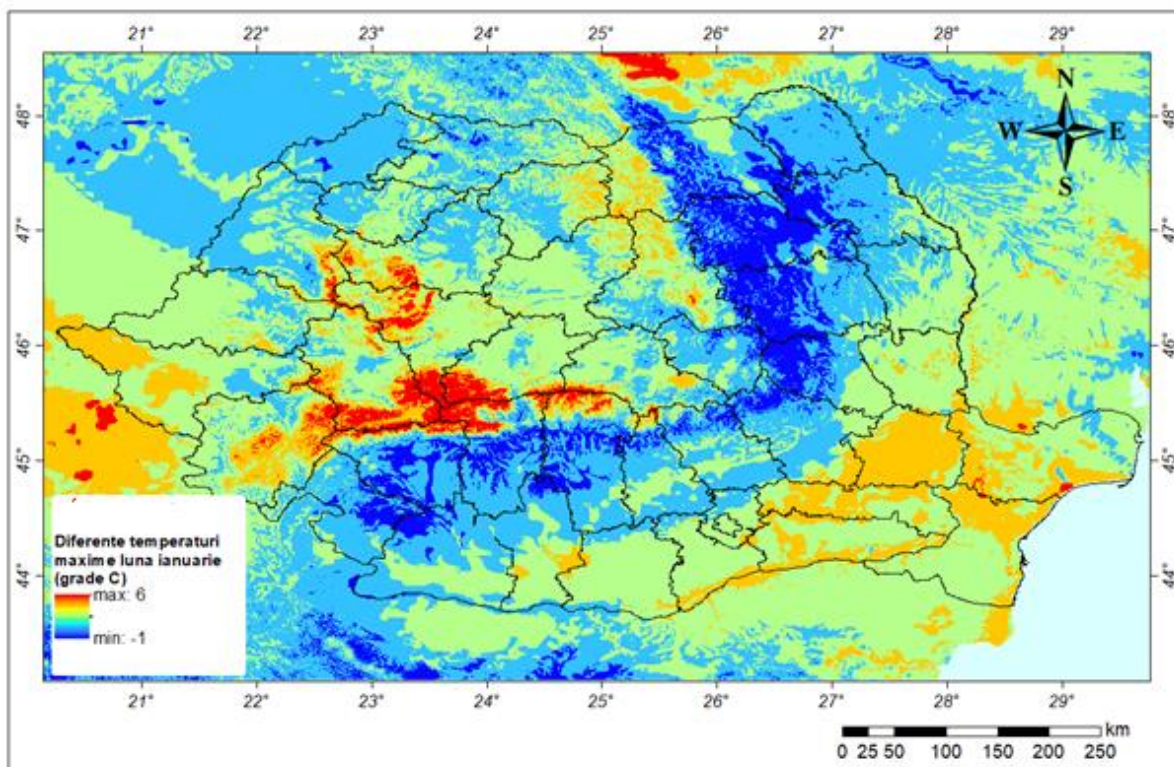 21° 22° 23° 24° 25° 26° 27° 28° 29°
48° 48°
47° 47°
46° 46°
45° 45°
44° 44°
N
W E
S
Diferente temperaturi
maxime luna ianuarie
(grade C)
max: 6
min: -1
21° 22° 23° 24° 25° 26° 27° 28° 29°
km
0 25 50 100 150 200 250